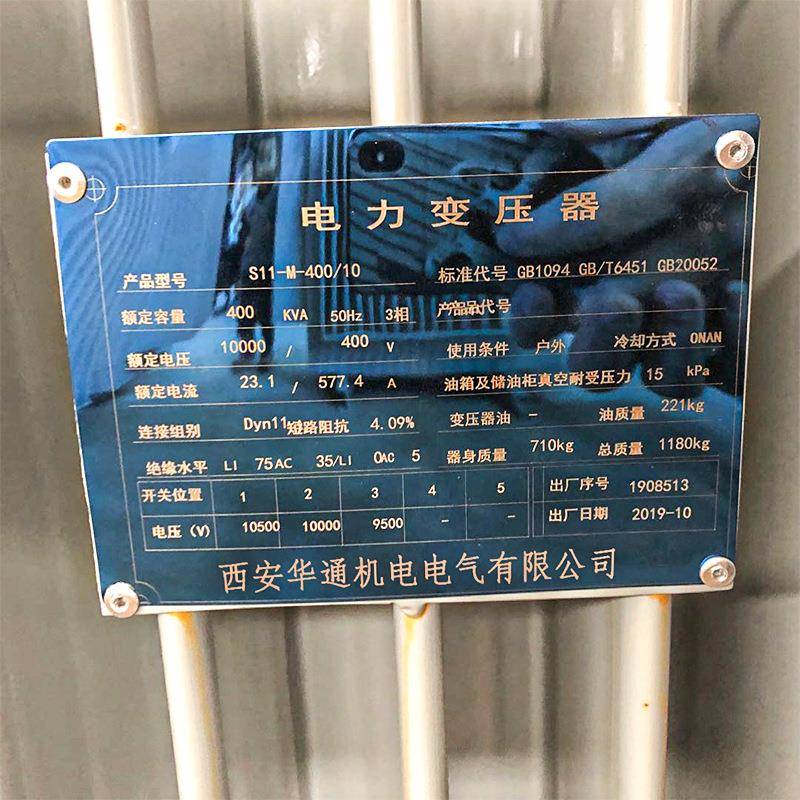 电力变压器
产品型号 S11-M-400/10 标准代号 GB1094 GB/T6451 GB20052
额定容量 400 KVA 50Hz 3相 产品代号
额定电压 10000 / 400 V 使用条件 户外 冷却方式 ONAN
额定电流 23.1 / 577.4 A 油箱及储油柜真空耐受压力 15 kPa
连接组别 Dyn11 短路阻抗 4.09% 变压器油 - 油质量 221kg
绝缘水平 LI 75AC 35/LI 0AC 5 器身质量 710kg 总质量 1180kg
开关位置 1 2 3 4 5 出厂序号 1908513
电压 (V) 10500 10000 9500 - - 出厂日期 2019-10
西安华通机电电气有限公司